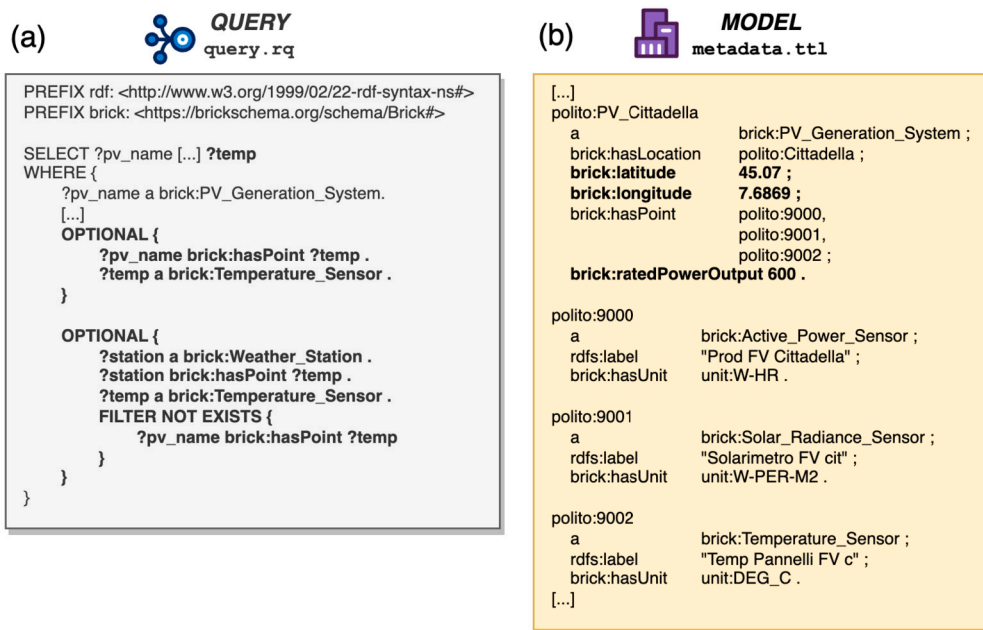 (a)
QUERY
query.rq
PREFIX rdf: <http://www.w3.org/1999/02/22-rdf-syntax-ns#>
PREFIX brick: <https://brickschema.org/schema/Brick#>
SELECT ?pv_name [...] ?temp
WHERE {
?pv_name a brick:PV_Generation_System.
[...]
OPTIONAL {
?pv_name brick:hasPoint ?temp .
?temp a brick:Temperature_Sensor .
}
OPTIONAL {
?station a brick:Weather_Station .
?station brick:hasPoint ?temp .
?temp a brick:Temperature_Sensor .
FILTER NOT EXISTS {
?pv_name brick:hasPoint ?temp
}
}
}
(b)
MODEL
metadata.ttl
[...]
polito:PV_Cittadella
a brick:PV_Generation_System ;
brick:hasLocation polito:Cittadella ;
brick:latitude 45.07 ;
brick:longitude 7.6869 ;
brick:hasPoint polito:9000,
polito:9001,
polito:9002 ;
brick:ratedPowerOutput 600 .
polito:9000
a brick:Active_Power_Sensor ;
rdfs:label "Prod FV Cittadella" ;
brick:hasUnit unit:W-HR .
polito:9001
a brick:Solar_Radiance_Sensor ;
rdfs:label "Solarimetro FV cit" ;
brick:hasUnit unit:W-PER-M2 .
polito:9002
a brick:Temperature_Sensor ;
rdfs:label "Temp Pannelli FV c" ;
brick:hasUnit unit:DEG_C .
[...]